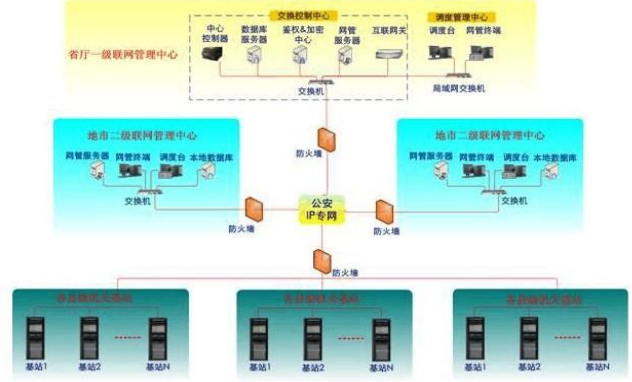 交换控制中心
调度管理中心
中心
控制器
数据库
服务器
鉴权&加密
中心
网管
服务器
互联网关
调度台
网管终端
省厅一级联网管理中心
交换机
局域网交换机
防火墙
地市二级联网管理中心
网管服务器
网管终端
调度台
本地数据库
交换机
防火墙
地市二级联网管理中心
网管服务器
网管终端
调度台
本地数据库
交换机
防火墙
公安
IP专网
防火墙
基站1
基站2
基站N
基站1
基站2
基站N
基站1
基站2
基站N